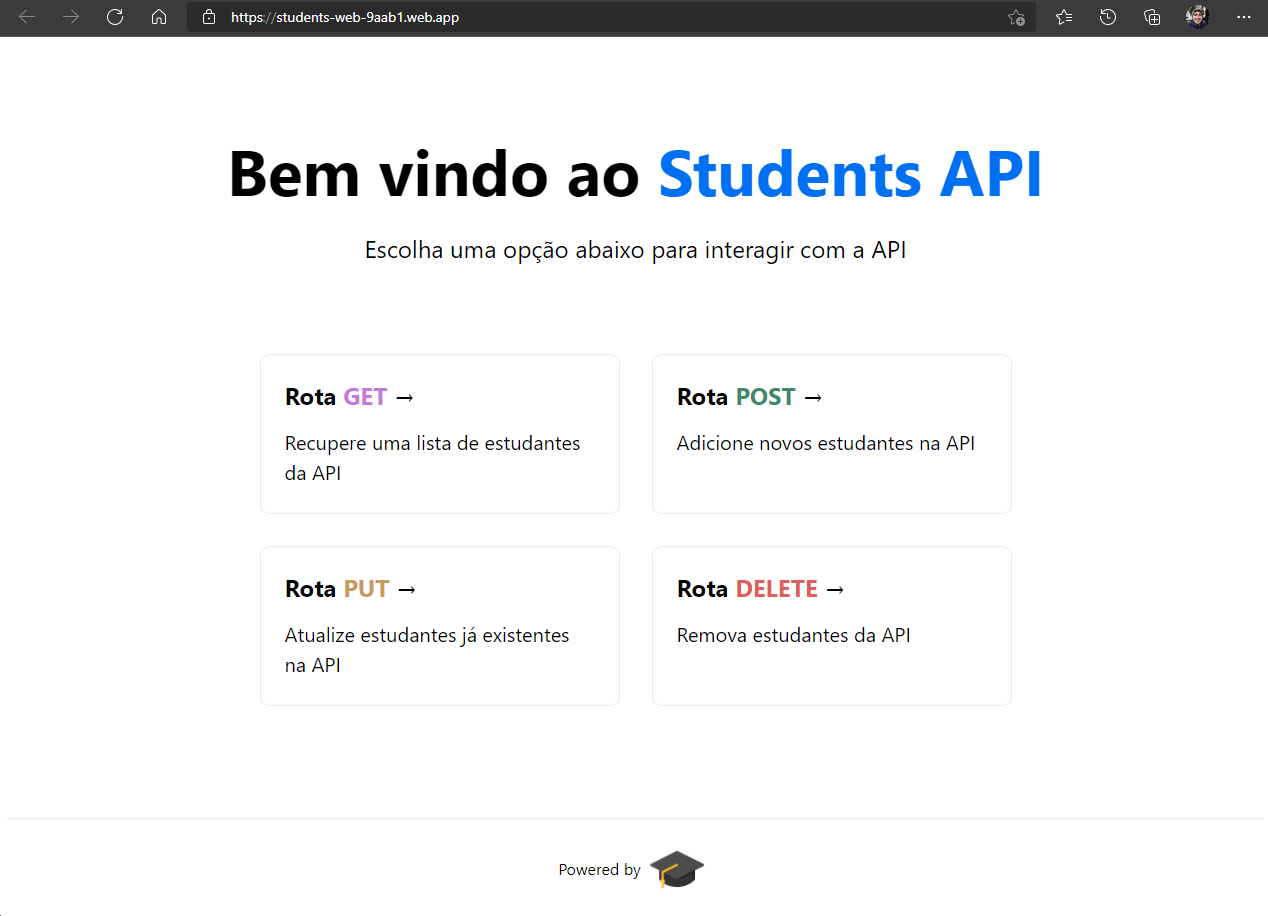 https://students-web-9aab1.web.app
Bem vindo ao Students API
Escolha uma opção abaixo para interagir com a API
Rota GET →
Recupere uma lista de estudantes
da API
Rota POST →
Adicione novos estudantes na API
Rota PUT →
Atualize estudantes já existentes
na API
Rota DELETE →
Remova estudantes da API
Powered by